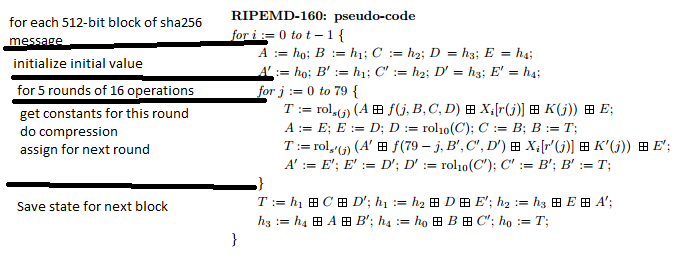 for each 512-bit block of sha256
message
initialize initial value
for 5 rounds of 16 operations
get constants for this round
do compression
assign for next round
Save state for next block
RIPEMD-160: pseudo-code
for i := 0 to t − 1 {
A := h₀; B := h₁; C := h₂; D = h₃; E = h₄;
A′ := h₀; B′ := h₁; C′ := h₂; D′ = h₃; E′ = h₄;
for j := 0 to 79 {
T := rolₛ₍ⱼ₎(A ⊞ f(j, B, C, D) ⊞ Xᵢ[r(j)] ⊞ K(j)) ⊞ E;
A := E; E := D; D := rol₁₀(C); C := B; B := T;
T := rolₛ′₍ⱼ₎(A′ ⊞ f(79 − j, B′, C′, D′) ⊞ Xᵢ[r′(j)] ⊞ K′(j)) ⊞ E′;
A′ := E′; E′ := D′; D′ := rol₁₀(C′); C′ := B′; B′ := T;
}
T := h₁ ⊞ C ⊞ D′; h₁ := h₂ ⊞ D ⊞ E′; h₂ := h₃ ⊞ E ⊞ A′;
h₃ := h₄ ⊞ A ⊞ B′; h₄ := h₀ ⊞ B ⊞ C′; h₀ := T;
}